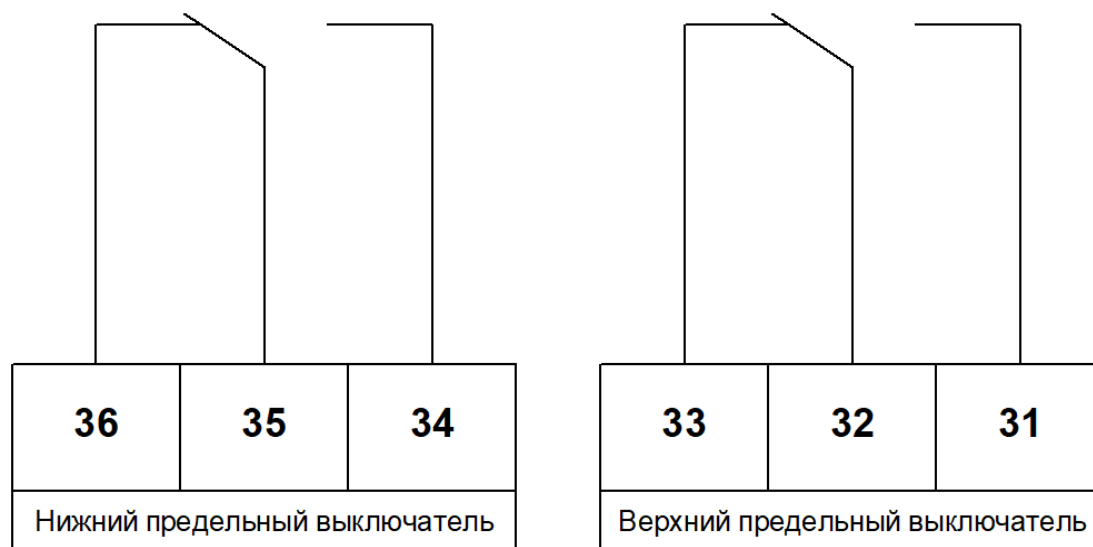 36 35 34 33 32 31
Нижний предельный выключатель Верхний предельный выключатель